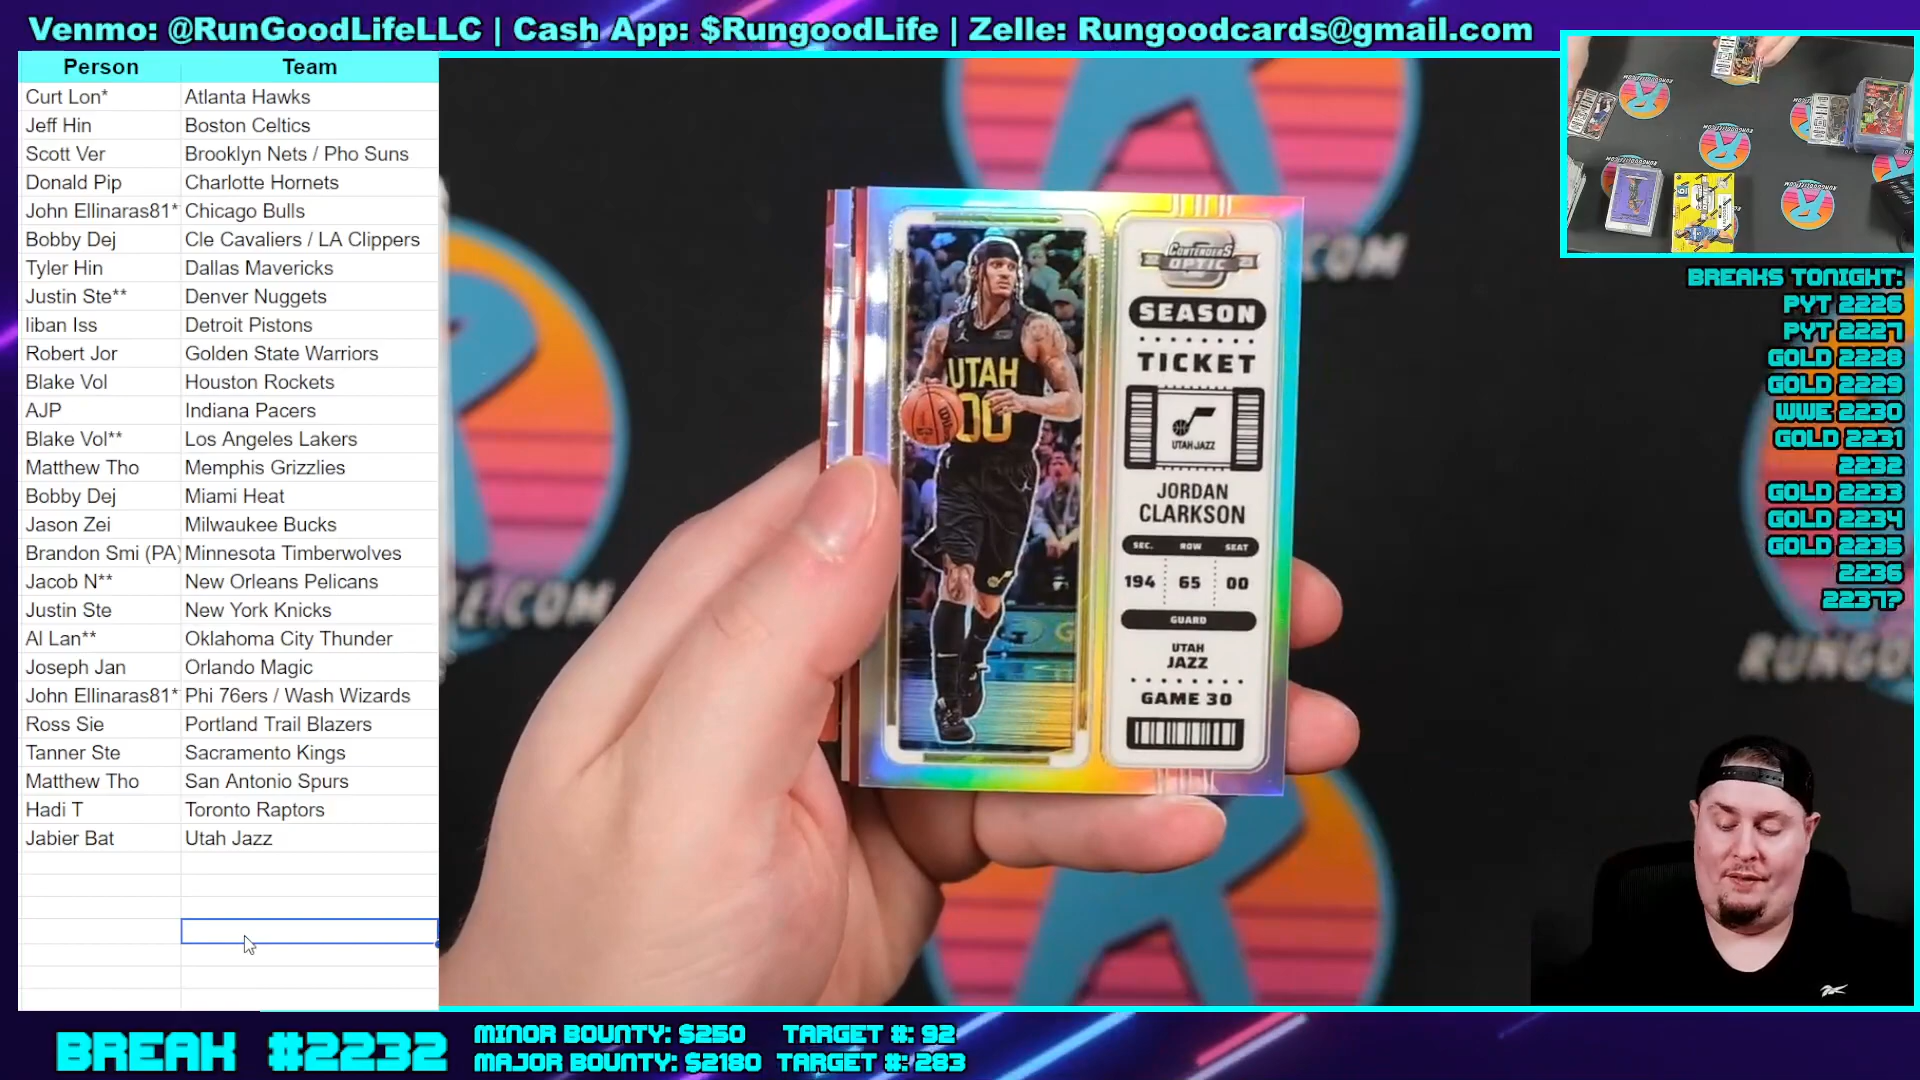 Venmo: @RunGoodLifeLLC | Cash App: $RungoodLife | Zelle: Rungoodcards@gmail.com
Person Team
Curt Lon* Atlanta Hawks
Jeff Hin Boston Celtics
Scott Ver Brooklyn Nets / Pho Suns
Donald Pip Charlotte Hornets
John Ellinaras81* Chicago Bulls
Bobby Dej Cle Cavaliers / LA Clippers
Tyler Hin Dallas Mavericks
Justin Ste** Denver Nuggets
liban Iss Detroit Pistons
Robert Jor Golden State Warriors
Blake Vol Houston Rockets
AJP Indiana Pacers
Blake Vol** Los Angeles Lakers
Matthew Tho Memphis Grizzlies
Bobby Dej Miami Heat
Jason Zei Milwaukee Bucks
Brandon Smi (PA) Minnesota Timberwolves
Jacob N** New Orleans Pelicans
Justin Ste New York Knicks
Al Lan** Oklahoma City Thunder
Joseph Jan Orlando Magic
John Ellinaras81* Phi 76ers / Wash Wizards
Ross Sie Portland Trail Blazers
Tanner Ste Sacramento Kings
Matthew Tho San Antonio Spurs
Hadi T Toronto Raptors
Jabier Bat Utah Jazz
CONTENDERS
OPTIC
SEASON
TICKET
UTAH JAZZ
JORDAN
CLARKSON
SEC. ROW SEAT
194 65 00
GUARD
UTAH
JAZZ
GAME 30
UTAH
00
.COM
E.COM
RUNGO
BREAKS TONIGHT:
PYT 2226
PYT 2227
GOLD 2228
GOLD 2229
WWE 2230
GOLD 2231
2232
GOLD 2233
GOLD 2234
GOLD 2235
2236
2237?
BREAK #2232
MINOR BOUNTY: $250 TARGET #: 92
MAJOR BOUNTY: $2180 TARGET #: 283